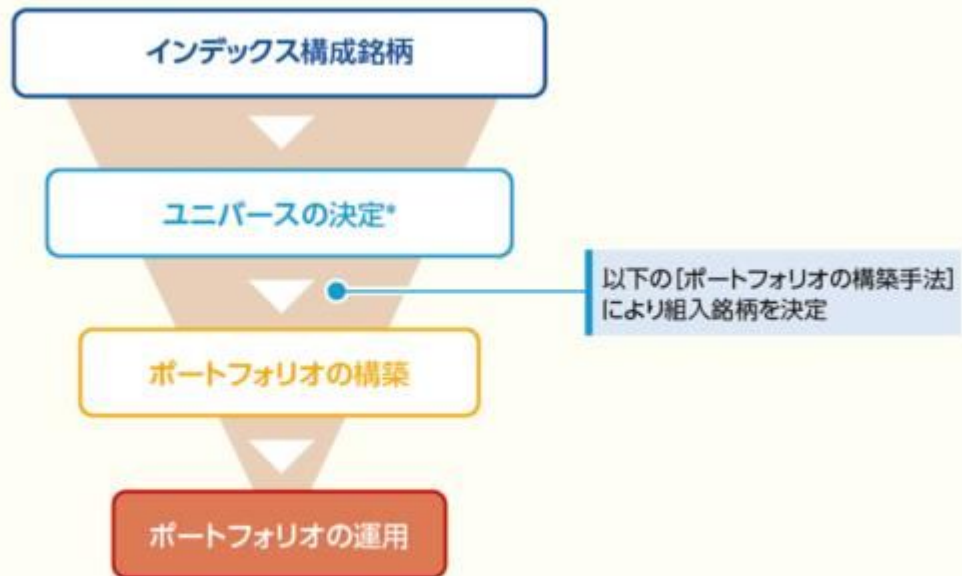 インデックス構成銘柄
ユニバースの決定*
以下の[ポートフォリオの構築手法]
により組入銘柄を決定
ポートフォリオの構築
ポートフォリオの運用